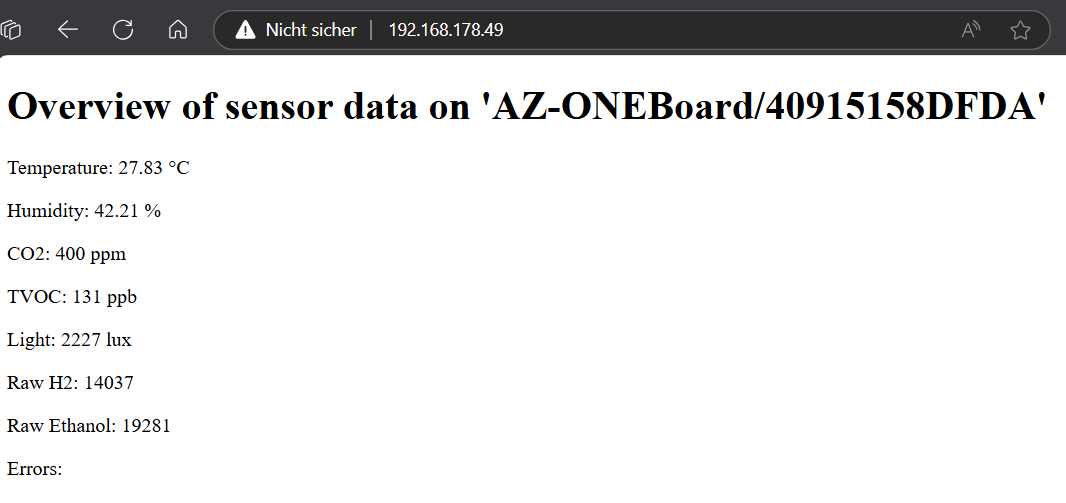 Nicht sicher | 192.168.178.49
Overview of sensor data on 'AZ-ONEBoard/40915158DFDA'
Temperature: 27.83 °C
Humidity: 42.21 %
CO2: 400 ppm
TVOC: 131 ppb
Light: 2227 lux
Raw H2: 14037
Raw Ethanol: 19281
Errors: